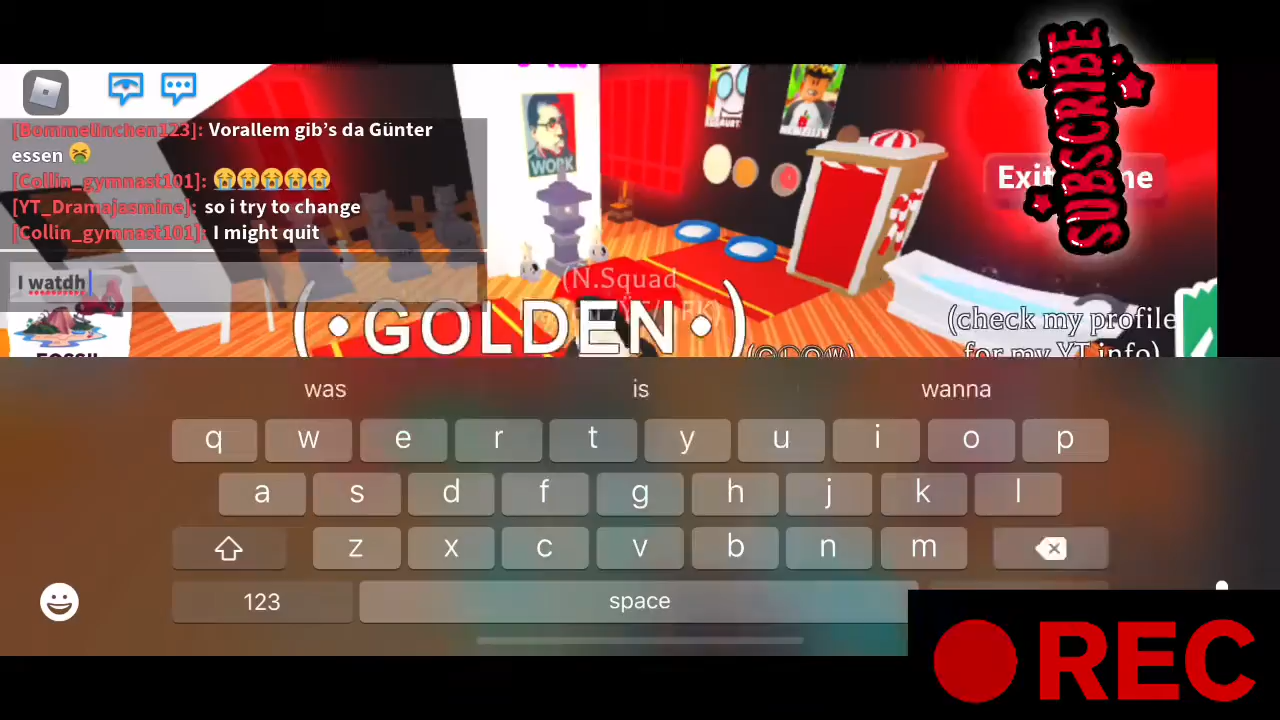 [Bommelinchen123]: Vorallem gib’s da Günter
essen 🤮
[Collin_gymnast101]: 😭😭😭😭😭
[YT_Dramajasmine]: so i try to change
[Collin_gymnast101]: I might quit
I watdh
WORK
SUBSCRIBE
(N.Squad
(•GOLDEN•)
(check my profile
for my YT info)
was is wanna
q w e r t y u i o p
a s d f g h j k l
z x c v b n m
123 space
REC